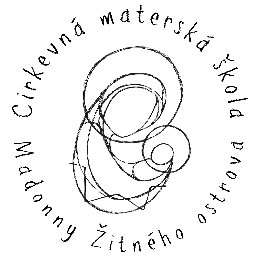 Cirkevná materská škola
Madonny Žitného ostrova